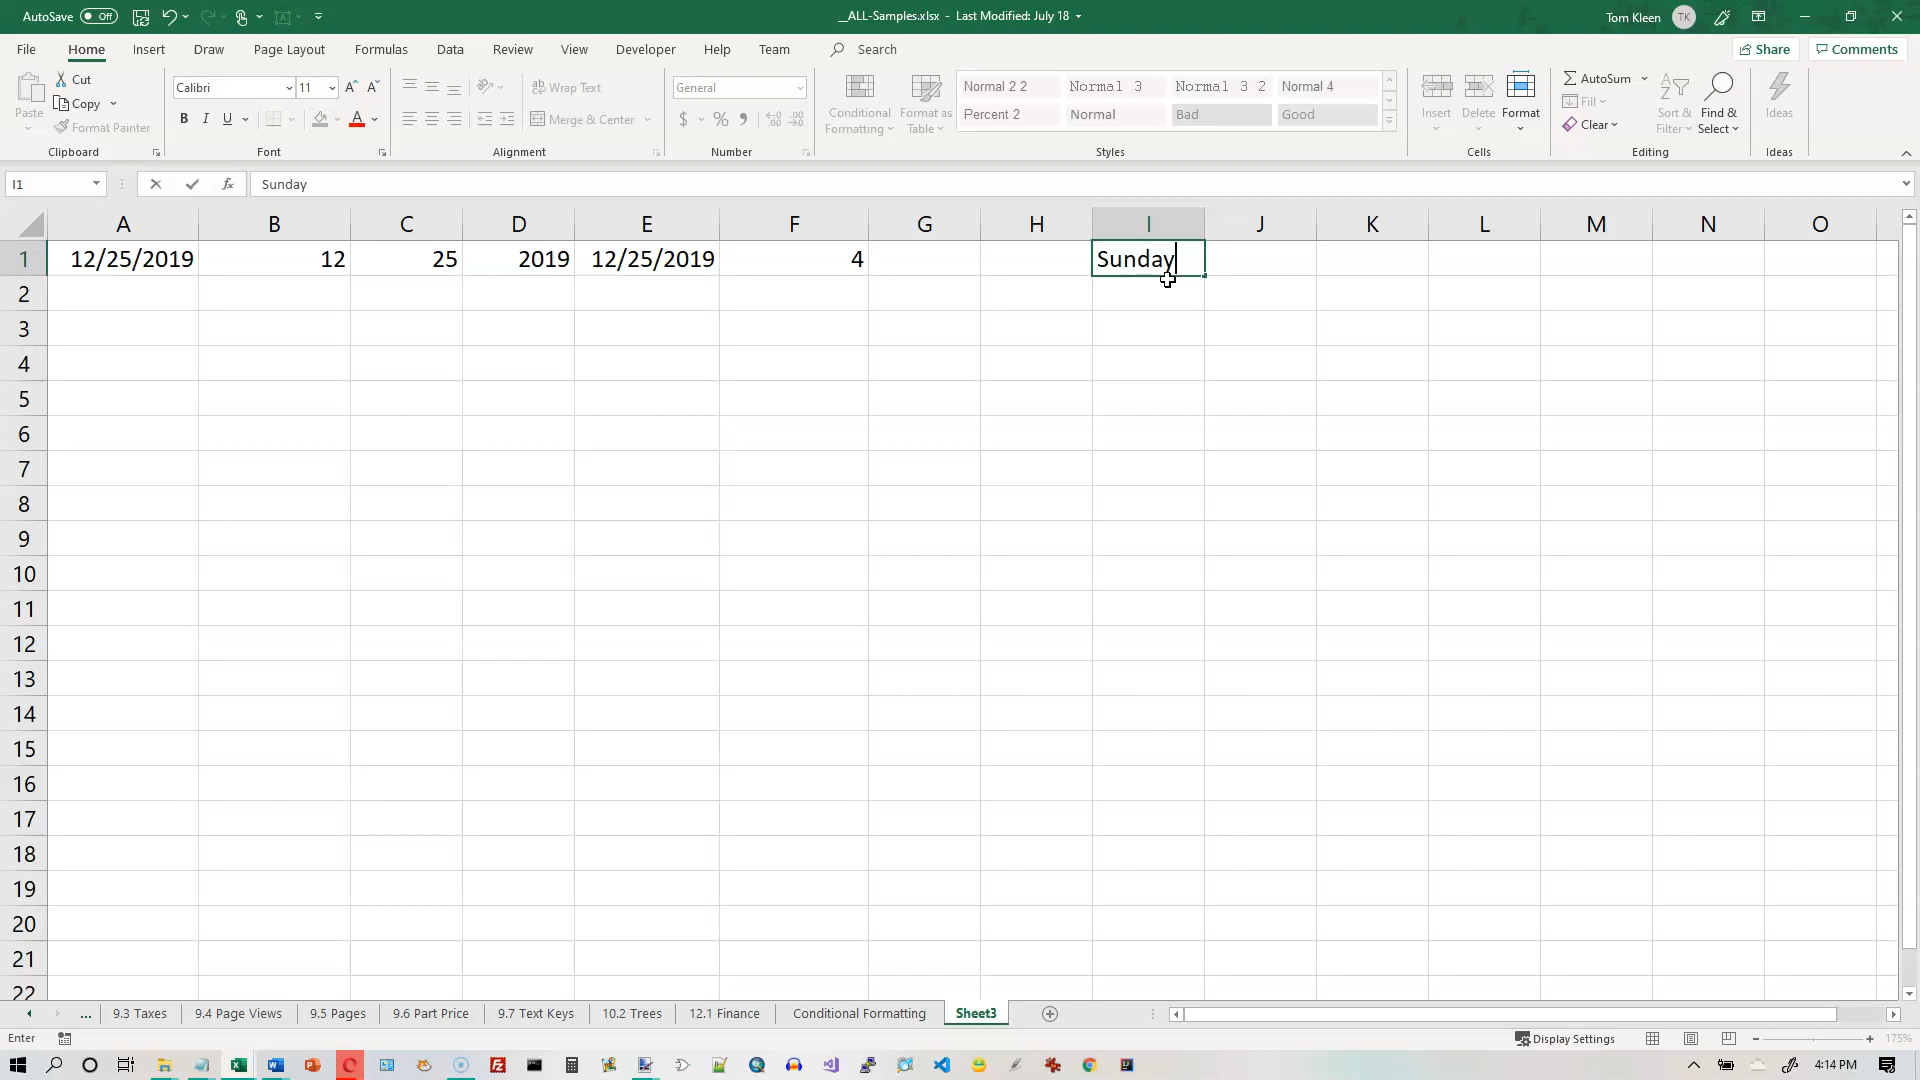 AutoSave Off __ALL-Samples.xlsx - Last Modified: July 18 Tom Kleen TK
File Home Insert Draw Page Layout Formulas Data Review View Developer Help Team Search Share Comments
Paste Cut Copy Format Painter Clipboard
Calibri 11 A A B I U A Font
Wrap Text Merge & Center Alignment
General $ % Number
Conditional Formatting Format as Table
Normal 2 2 Normal 3 Normal 3 2 Normal 4
Percent 2 Normal Bad Good
Styles
Insert Delete Format Cells
AutoSum Fill Clear Sort & Filter Find & Select Editing
Ideas Ideas
I1 fx Sunday
A B C D E F G H I J K L M N O
1 12/25/2019 12 25 2019 12/25/2019 4 Sunday
2
3
4
5
6
7
8
9
10
11
12
13
14
15
16
17
18
19
20
21
22
... 9.3 Taxes 9.4 Page Views 9.5 Pages 9.6 Part Price 9.7 Text Keys 10.2 Trees 12.1 Finance Conditional Formatting Sheet3
Enter Display Settings 175%
4:14 PM